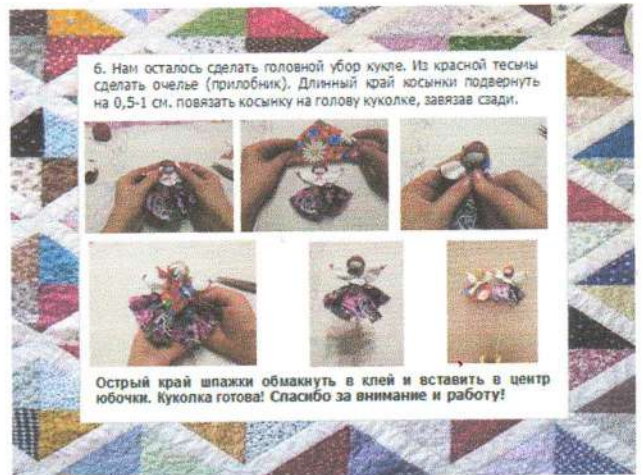 6. Нам осталось сделать головной убор кукле. Из красной тесьмы
сделать очелье (прилобник). Длинный край косынки подвернуть
на 0,5-1 см. повязать косынку на голову куколке, завязав сзади.
Острый край шпажки обмакнуть в клей и вставить в центр
юбочки. Куколка готова! Спасибо за внимание и работу!